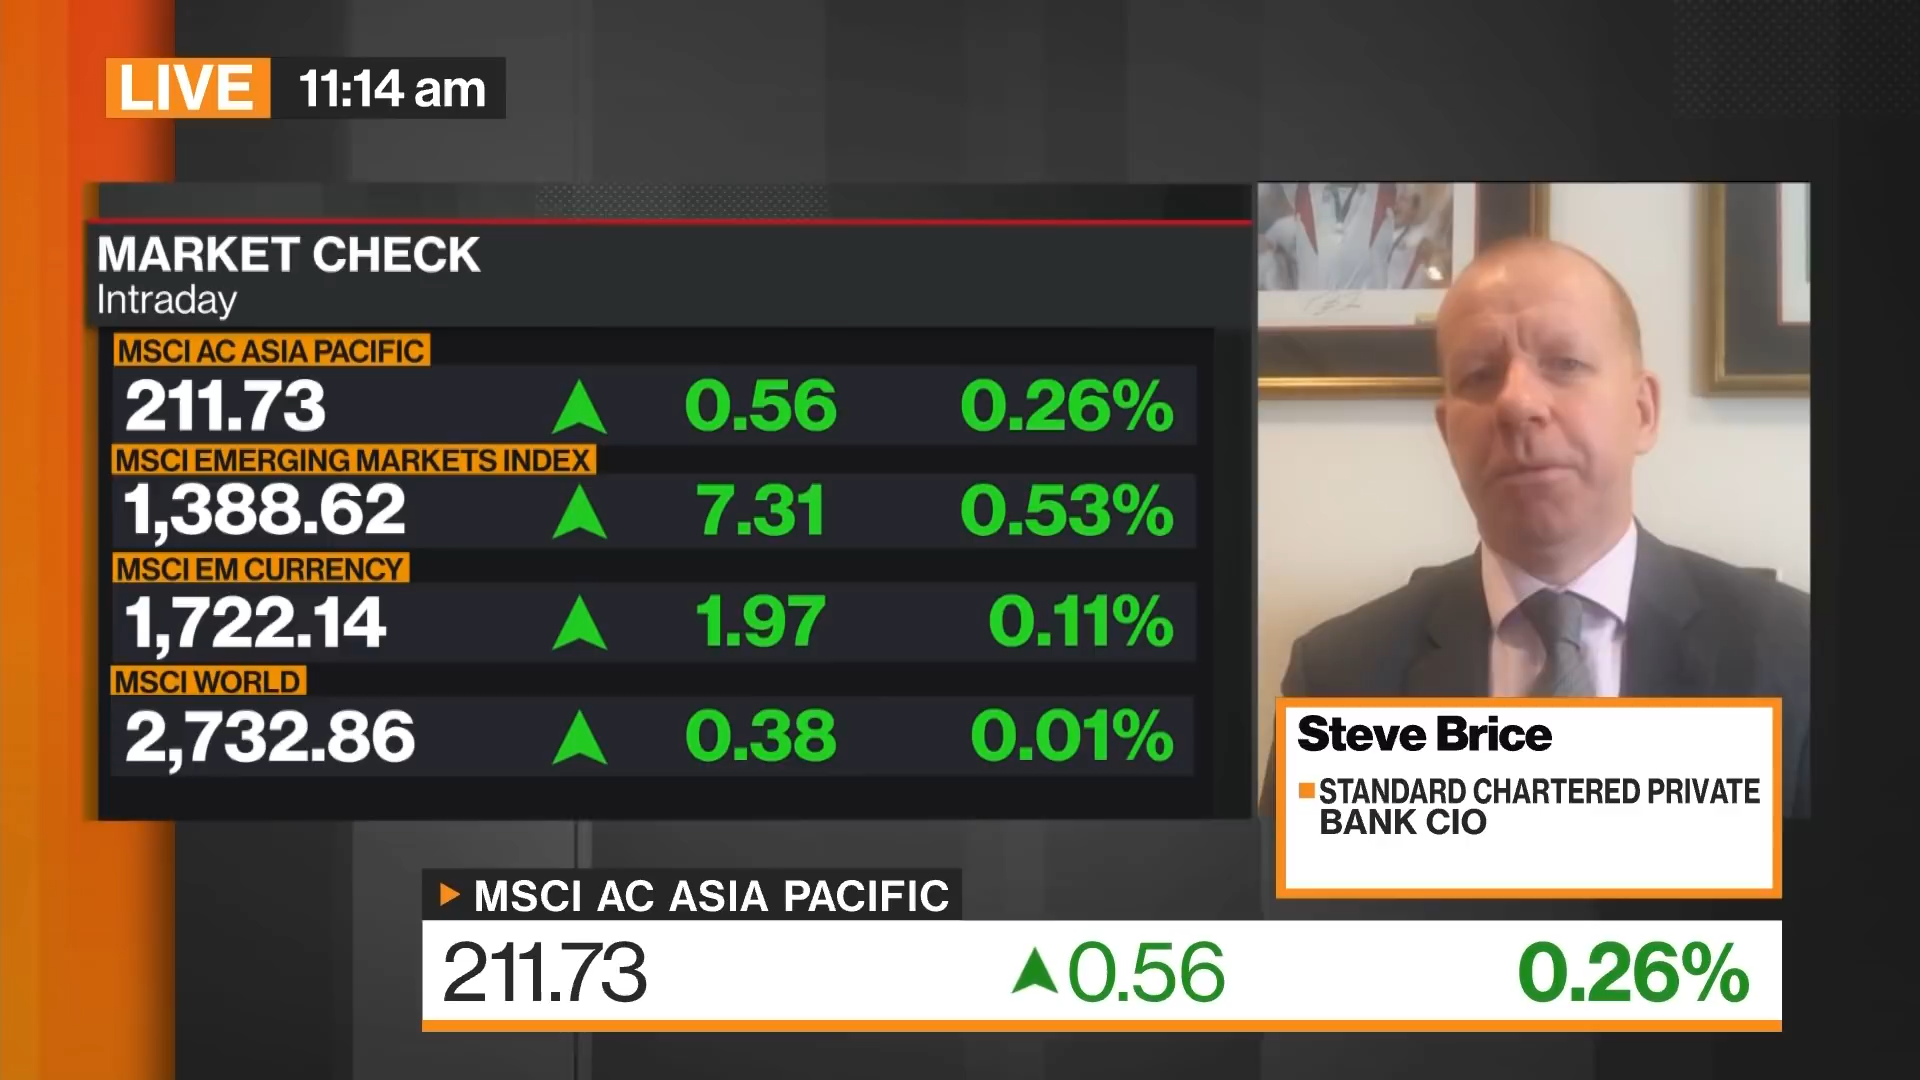 LIVE 11:14 am
MARKET CHECK
Intraday
MSCI AC ASIA PACIFIC
211.73 ▲ 0.56 0.26%
MSCI EMERGING MARKETS INDEX
1,388.62 ▲ 7.31 0.53%
MSCI EM CURRENCY
1,722.14 ▲ 1.97 0.11%
MSCI WORLD
2,732.86 ▲ 0.38 0.01%
Steve Brice
STANDARD CHARTERED PRIVATE
BANK CIO
MSCI AC ASIA PACIFIC
211.73 ▲0.56 0.26%